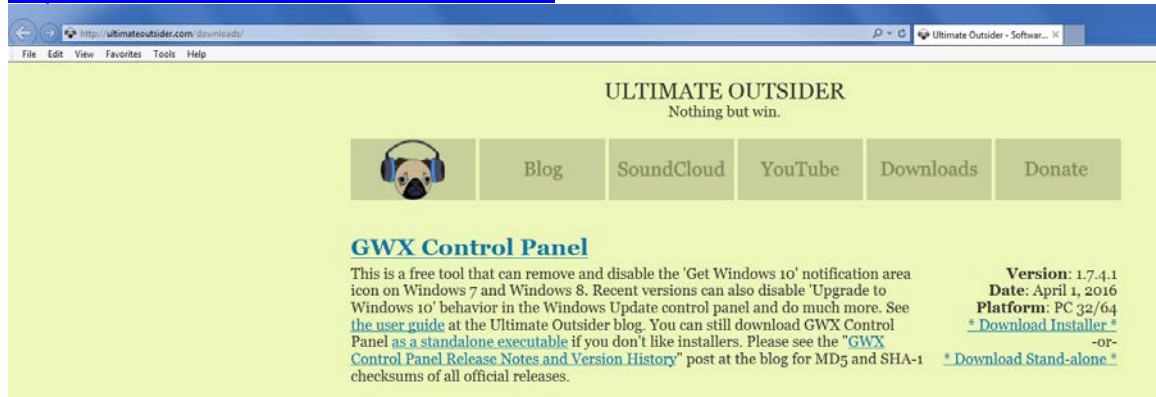 http://ultimateoutsider.com/downloads/
Ultimate Outsider - Softwar...
File Edit View Favorites Tools Help
ULTIMATE OUTSIDER
Nothing but win.
Blog SoundCloud YouTube Downloads Donate
GWX Control Panel
This is a free tool that can remove and disable the 'Get Windows 10' notification area
icon on Windows 7 and Windows 8. Recent versions can also disable 'Upgrade to
Windows 10' behavior in the Windows Update control panel and do much more. See
the user guide at the Ultimate Outsider blog. You can still download GWX Control
Panel as a standalone executable if you don't like installers. Please see the "GWX
Control Panel Release Notes and Version History" post at the blog for MD5 and SHA-1
checksums of all official releases.
Version: 1.7.4.1
Date: April 1, 2016
Platform: PC 32/64
* Download Installer *
-or-
* Download Stand-alone *